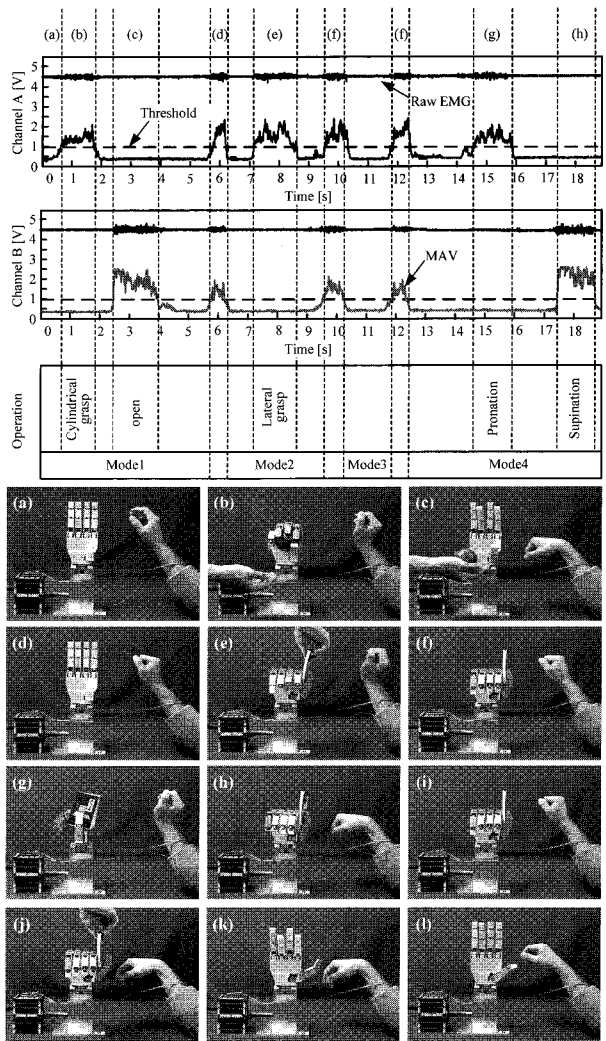 (a) (b) (c) (d) (e) (f) (f) (g) (h)
Channel A [V]
5
4
3
2
1
0
Raw EMG
Threshold
0 1 2 3 4 5 6 7 8 9 10 11 12 13 14 15 16 17 18
Time [s]
Channel B [V]
5
4
3
2
1
0
MAV
0 1 2 3 4 5 6 7 8 9 10 11 12 13 14 15 16 17 18
Time [s]
Operation
Cylindrical
grasp
open
Lateral
grasp
Pronation
Supination
Mode1 Mode2 Mode3 Mode4
(a) (b) (c)
(d) (e) (f)
(g) (h) (i)
(j) (k) (l)